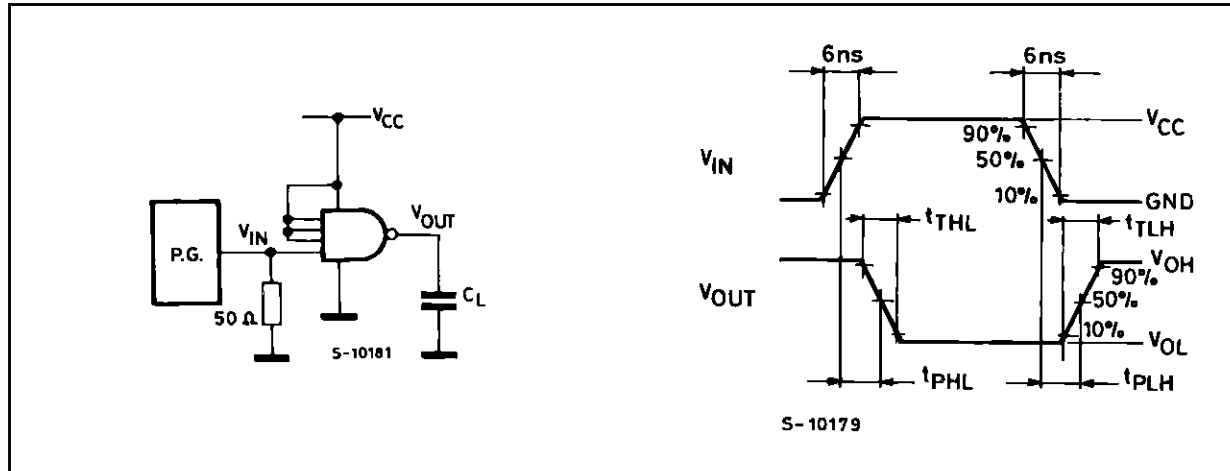 VCC
VOUT
VIN
P.G.
CL
50 Ω
S-10181
6ns
6ns
VCC
90%
50%
VIN
10%
GND
tTHL
tTLH
VOH
90%
VOUT
50%
10%
VOL
tPHL
tPLH
S-10179